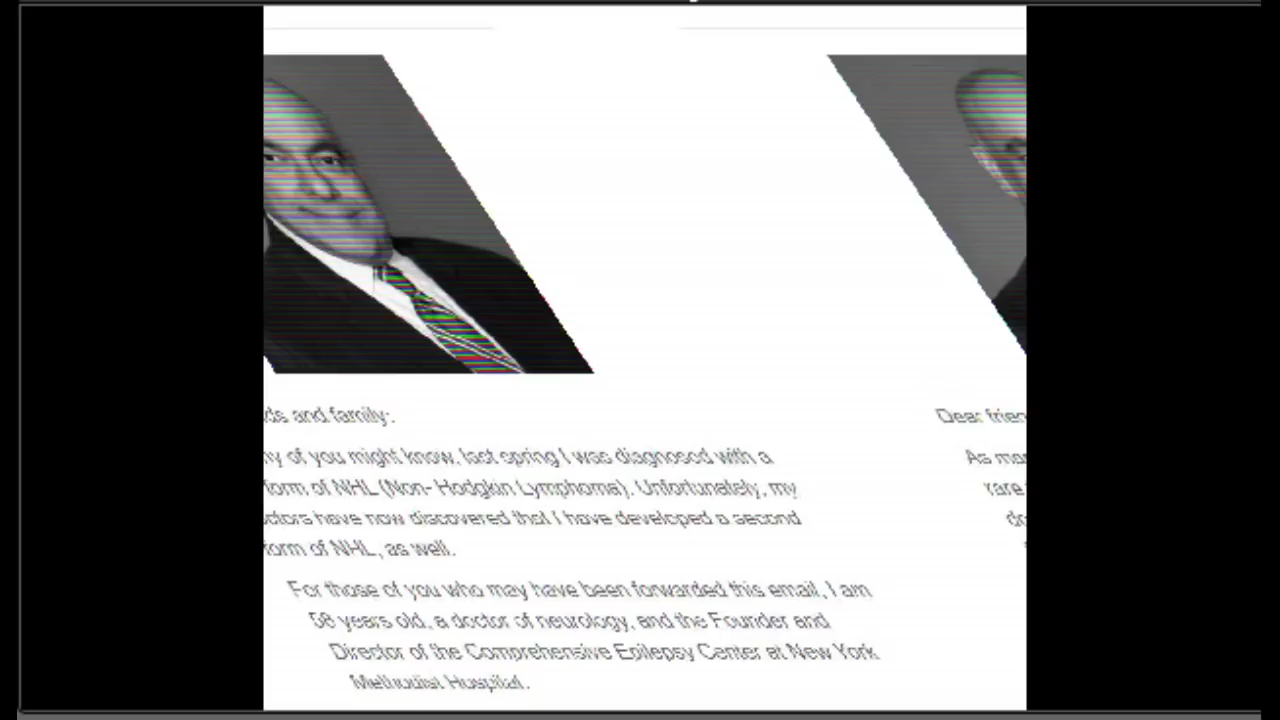 ds and family:
Dear frien
ny of you might know, last spring I was diagnosed with a
As ma
form of NHL (Non- Hodgkin Lymphoma). Unfortunately, my
rare
ctors have now discovered that I have developed a second
do
form of NHL, as well.
For those of you who may have been forwarded this email, I am
58 years old, a doctor of neurology, and the Founder and
Director of the Comprehensive Epilepsy Center at New York
Methodist Hospital.